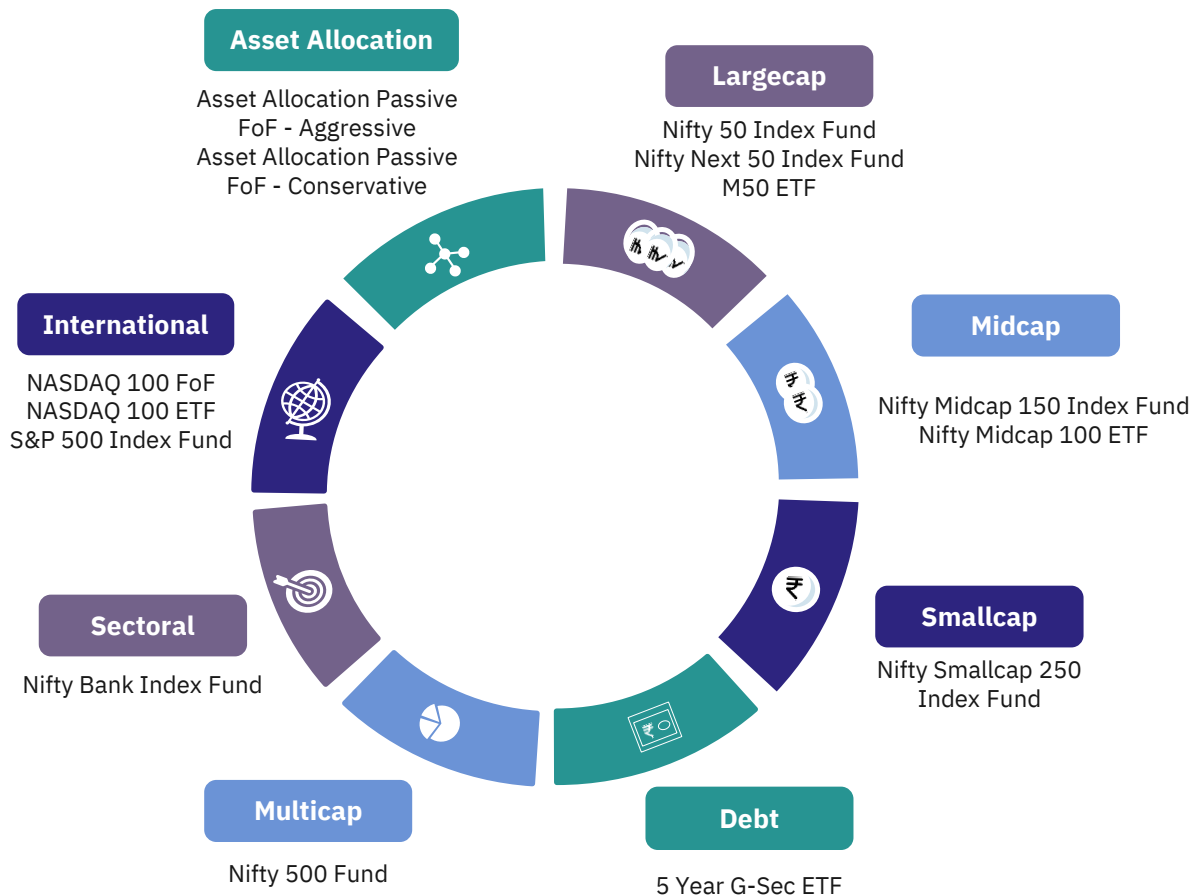 Asset Allocation
Asset Allocation Passive
FoF - Aggressive
Asset Allocation Passive
FoF - Conservative
Largecap
Nifty 50 Index Fund
Nifty Next 50 Index Fund
M50 ETF
Midcap
Nifty Midcap 150 Index Fund
Nifty Midcap 100 ETF
Smallcap
Nifty Smallcap 250
Index Fund
Debt
5 Year G-Sec ETF
Multicap
Nifty 500 Fund
Sectoral
Nifty Bank Index Fund
International
NASDAQ 100 FoF
NASDAQ 100 ETF
S&P 500 Index Fund